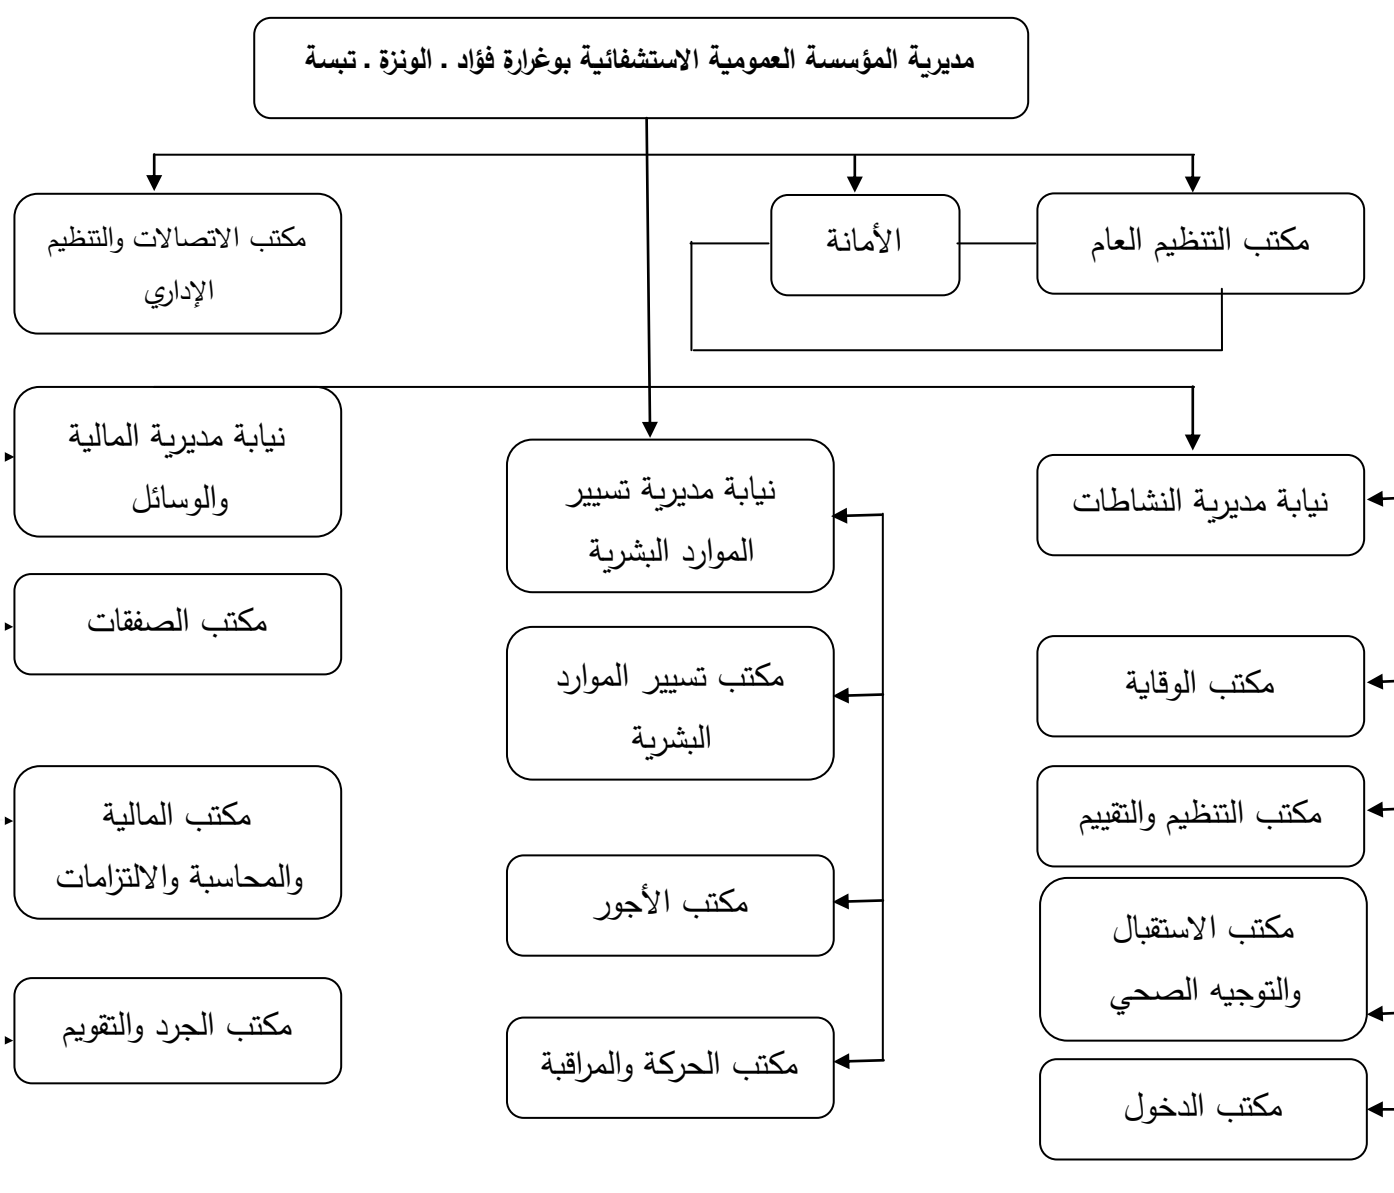 مديرية المؤسسة العمومية الاستشفائية بوغرارة فؤاد . الونزة . تبسة
مكتب التنظيم العام
الأمانة
مكتب الاتصالات والتنظيم
الإداري
نيابة مديرية النشاطات
مكتب الوقاية
مكتب التنظيم والتقييم
مكتب الاستقبال
والتوجيه الصحي
مكتب الدخول
نيابة مديرية تسيير
الموارد البشرية
مكتب تسيير الموارد
البشرية
مكتب الأجور
مكتب الحركة والمراقبة
نيابة مديرية المالية
والوسائل
مكتب الصفقات
مكتب المالية
والمحاسبة والالتزامات
مكتب الجرد والتقويم